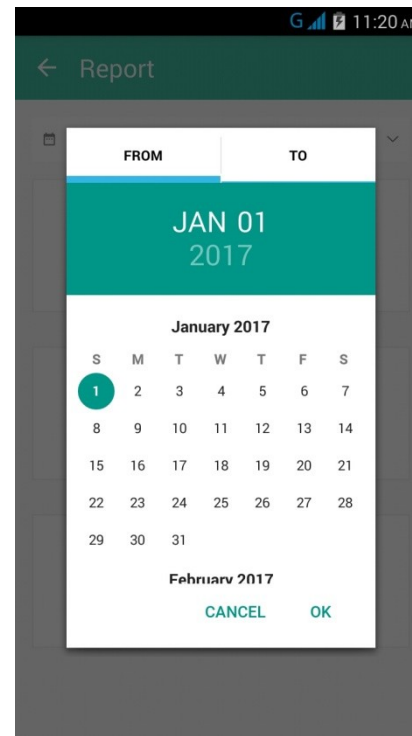 G 11:20 AM
Report
FROM TO
JAN 01
2017
January 2017
S M T W T F S
1 2 3 4 5 6 7
8 9 10 11 12 13 14
15 16 17 18 19 20 21
22 23 24 25 26 27 28
29 30 31
February 2017
CANCEL OK